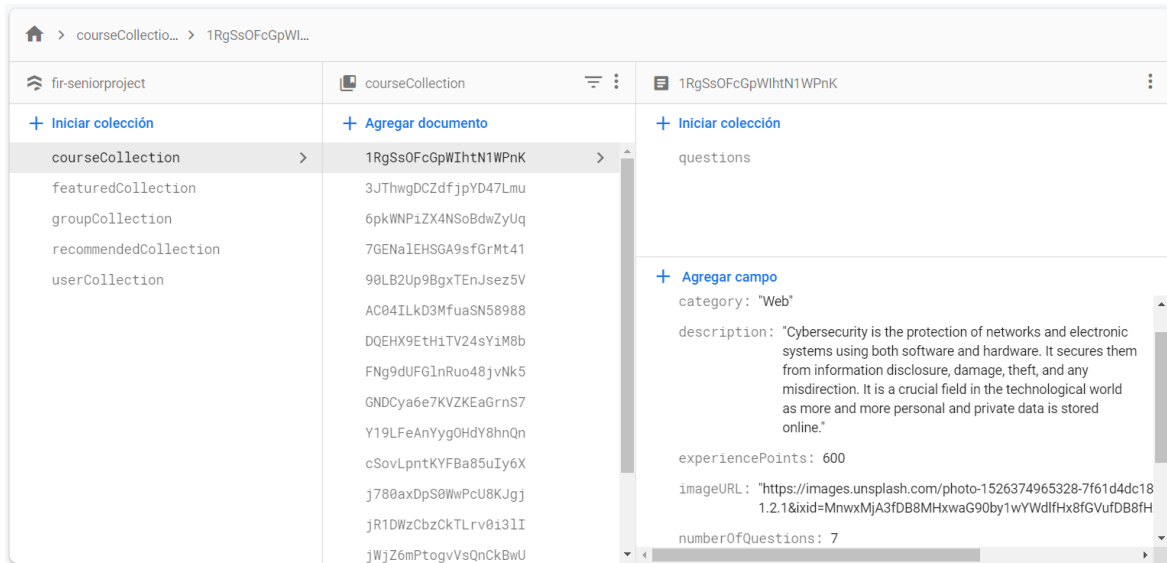 courseCollectio... > 1RgSsOFcGpWI...
fir-seniorproject
courseCollection
1RgSsOFcGpWIhtN1WPnK
+ Iniciar colección
+ Agregar documento
+ Iniciar colección
courseCollection
featuredCollection
groupCollection
recommendedCollection
userCollection
1RgSsOFcGpWIhtN1WPnK
3JThwgDCZdfjpYD47Lmu
6pkWNPiZX4NSoBdwZyUq
7GENalEHSGA9sfGrMt41
90LB2Up9BgxTEnJsez5V
AC04ILkD3MfuaSN58988
DQEHX9EtHiTV24sYiM8b
FNg9dUFGlnRuo48jvNk5
GNDCya6e7KVZKEaGrnS7
Y19LFeAnYygOHdY8hnQn
cSovLpntKYFBa85uIy6X
j780axDpS0WwPcU8KJgj
jR1DWzCbzCkTLrv0i3lI
jWjZ6mPtogvVsQnCkBwU
questions
+ Agregar campo
category: "Web"
description: "Cybersecurity is the protection of networks and electronic
systems using both software and hardware. It secures them
from information disclosure, damage, theft, and any
misdirection. It is a crucial field in the technological world
as more and more personal and private data is stored
online."
experiencePoints: 600
imageURL: "https://images.unsplash.com/photo-1526374965328-7f61d4dc18
1.2.1&ixid=MnwxMjA3fDB8MHxwaG90by1wYWdlfHx8fGVufDB8fH
numberOfQuestions: 7